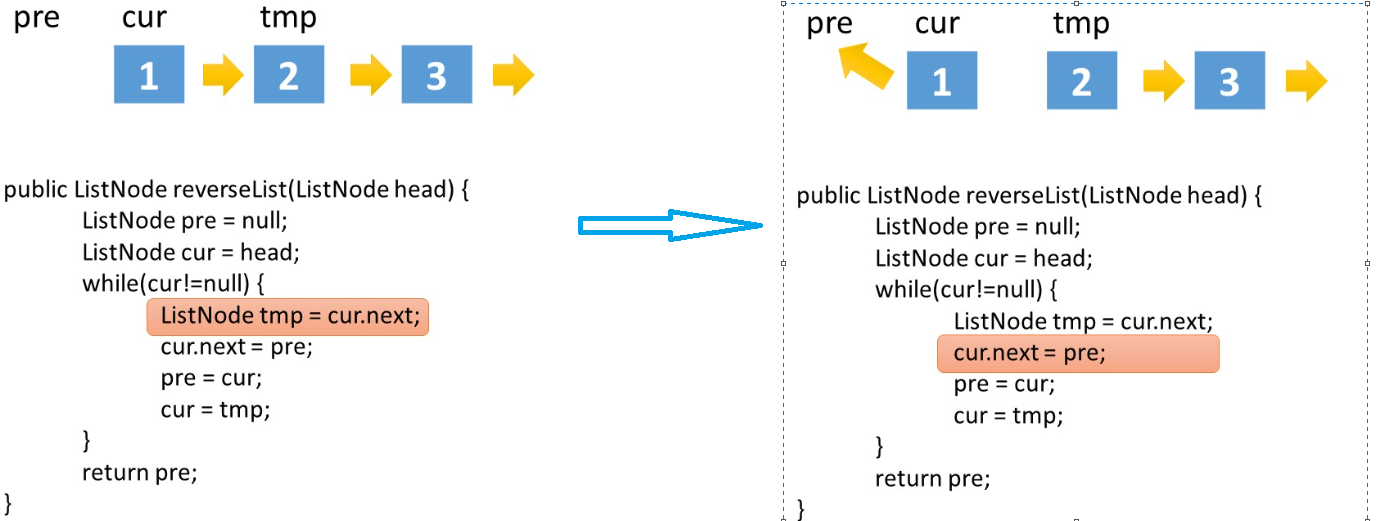 pre cur tmp
1 2 3
public ListNode reverseList(ListNode head) {
ListNode pre = null;
ListNode cur = head;
while(cur!=null) {
ListNode tmp = cur.next;
cur.next = pre;
pre = cur;
cur = tmp;
}
return pre;
}
pre cur tmp
1 2 3
public ListNode reverseList(ListNode head) {
ListNode pre = null;
ListNode cur = head;
while(cur!=null) {
ListNode tmp = cur.next;
cur.next = pre;
pre = cur;
cur = tmp;
}
return pre;
}